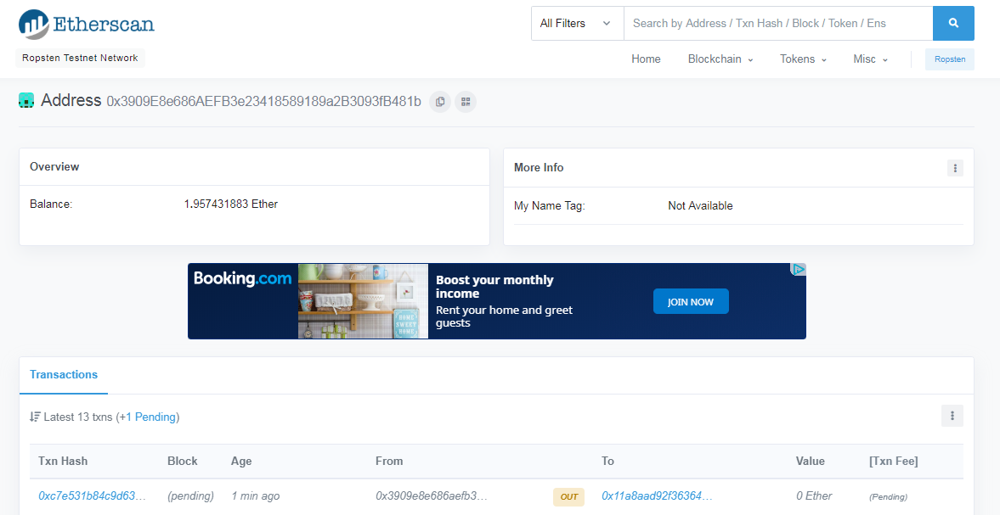 Etherscan
All Filters
Search by Address / Txn Hash / Block / Token / Ens
Ropsten Testnet Network
Home Blockchain Tokens Misc Ropsten
Address 0x3909E8e686AEFB3e23418589189a2B3093fB481b
Overview
Balance: 1.957431883 Ether
More Info
My Name Tag: Not Available
Booking.com
HOME
SWEET
HOME
Boost your monthly
income
Rent your home and greet
guests
JOIN NOW
Transactions
Latest 13 txns (+1 Pending)
Txn Hash Block Age From To Value [Txn Fee]
0xc7e531b84c9d63... (pending) 1 min ago 0x3909e8e686aefb3... OUT 0x11a8aad92f36364... 0 Ether (Pending)